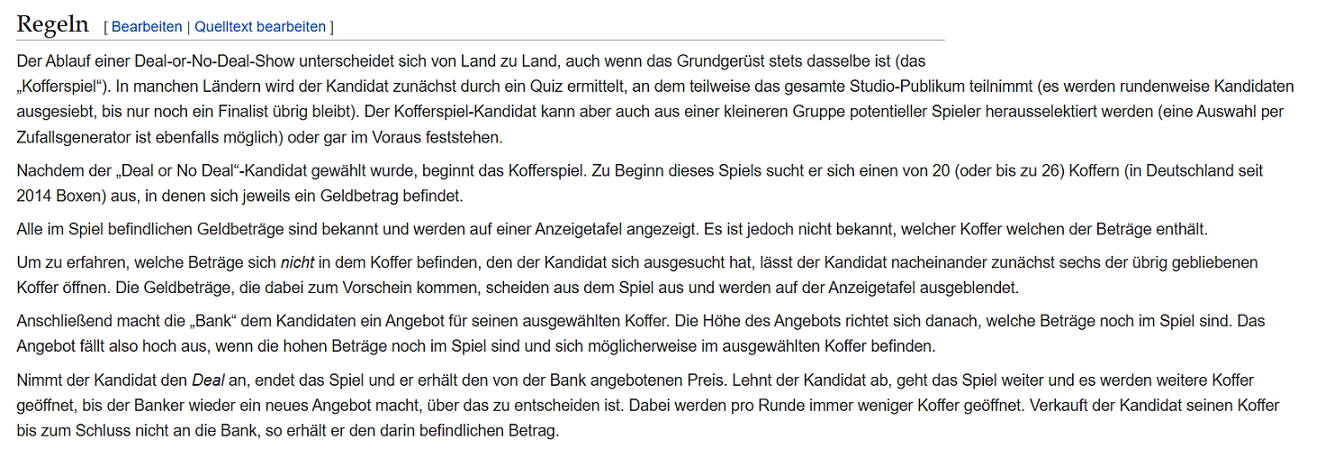 Regeln [ Bearbeiten | Quelltext bearbeiten ]
Der Ablauf einer Deal-or-No-Deal-Show unterscheidet sich von Land zu Land, auch wenn das Grundgerüst stets dasselbe ist (das
„Kofferspiel“). In manchen Ländern wird der Kandidat zunächst durch ein Quiz ermittelt, an dem teilweise das gesamte Studio-Publikum teilnimmt (es werden rundenweise Kandidaten
ausgesiebt, bis nur noch ein Finalist übrig bleibt). Der Kofferspiel-Kandidat kann aber auch aus einer kleineren Gruppe potentieller Spieler herausselektiert werden (eine Auswahl per
Zufallsgenerator ist ebenfalls möglich) oder gar im Voraus feststehen.
Nachdem der „Deal or No Deal“-Kandidat gewählt wurde, beginnt das Kofferspiel. Zu Beginn dieses Spiels sucht er sich einen von 20 (oder bis zu 26) Koffern (in Deutschland seit
2014 Boxen) aus, in denen sich jeweils ein Geldbetrag befindet.
Alle im Spiel befindlichen Geldbeträge sind bekannt und werden auf einer Anzeigetafel angezeigt. Es ist jedoch nicht bekannt, welcher Koffer welchen der Beträge enthält.
Um zu erfahren, welche Beträge sich nicht in dem Koffer befinden, den der Kandidat sich ausgesucht hat, lässt der Kandidat nacheinander zunächst sechs der übrig gebliebenen
Koffer öffnen. Die Geldbeträge, die dabei zum Vorschein kommen, scheiden aus dem Spiel aus und werden auf der Anzeigetafel ausgeblendet.
Anschließend macht die „Bank“ dem Kandidaten ein Angebot für seinen ausgewählten Koffer. Die Höhe des Angebots richtet sich danach, welche Beträge noch im Spiel sind. Das
Angebot fällt also hoch aus, wenn die hohen Beträge noch im Spiel sind und sich möglicherweise im ausgewählten Koffer befinden.
Nimmt der Kandidat den Deal an, endet das Spiel und er erhält den von der Bank angebotenen Preis. Lehnt der Kandidat ab, geht das Spiel weiter und es werden weitere Koffer
geöffnet, bis der Banker wieder ein neues Angebot macht, über das zu entscheiden ist. Dabei werden pro Runde immer weniger Koffer geöffnet. Verkauft der Kandidat seinen Koffer
bis zum Schluss nicht an die Bank, so erhält er den darin befindlichen Betrag.